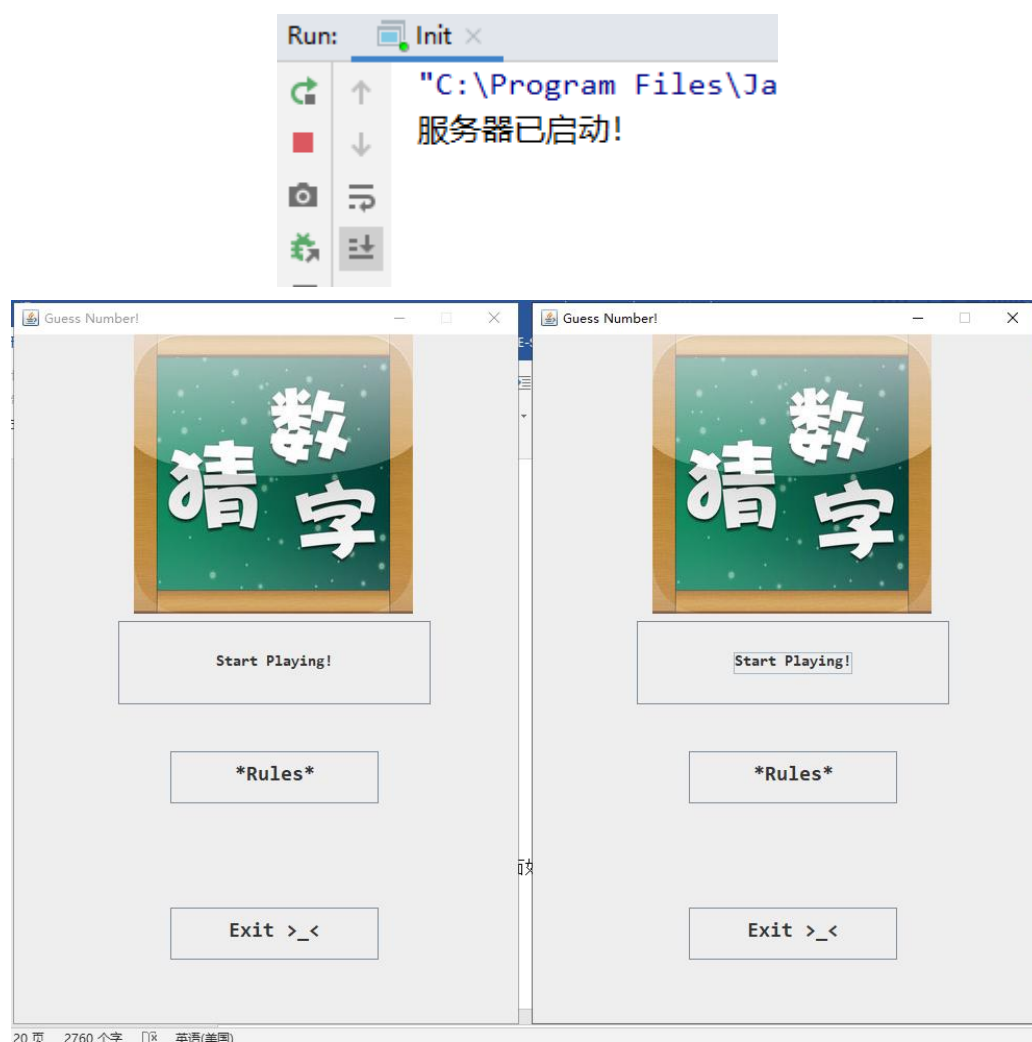 Run: Init ×
"C:\Program Files\Ja
服务器已启动!
Guess Number!
猜数字
Start Playing!
*Rules*
Exit >_<
Guess Number!
猜数字
Start Playing!
*Rules*
Exit >_<
20 页 2760 个字 英语(美国)